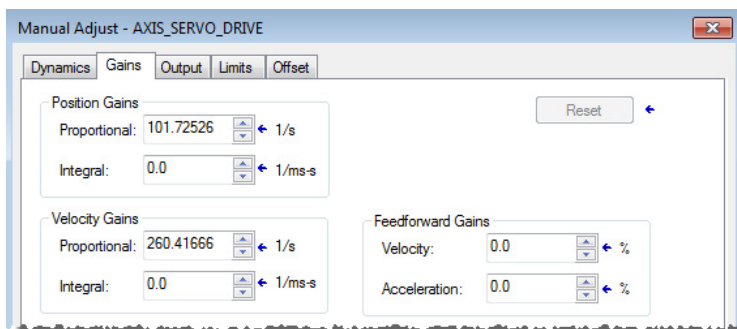 Manual Adjust - AXIS_SERVO_DRIVE
Dynamics Gains Output Limits Offset
Position Gains
Proportional: 101.72526 1/s
Integral: 0.0 1/ms-s
Reset
Velocity Gains
Proportional: 260.41666 1/s
Integral: 0.0 1/ms-s
Feedforward Gains
Velocity: 0.0 %
Acceleration: 0.0 %